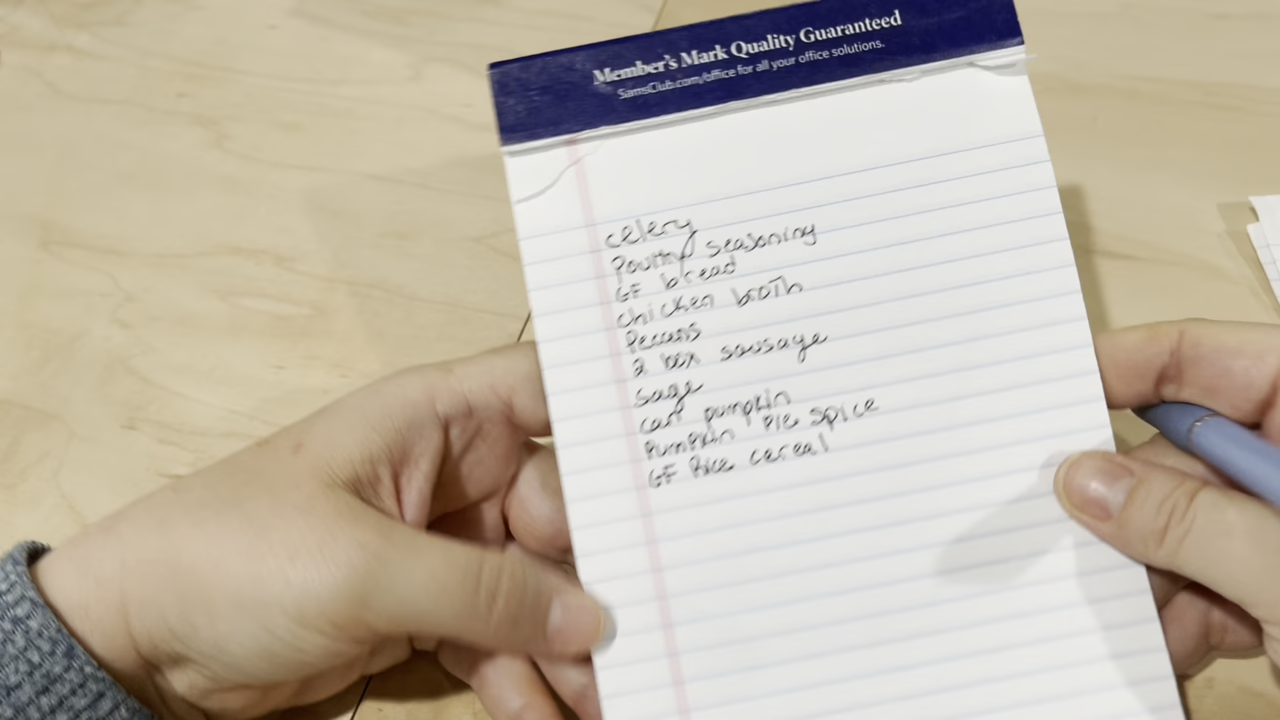 Member's Mark Quality Guaranteed
SamsClub.com/office for all your office solutions.
celery
Poultry seasoning
GF bread
chicken broth
Pecans
2 box sausage
sage
can pumpkin
Pumpkin Pie spice
GF Rice cereal